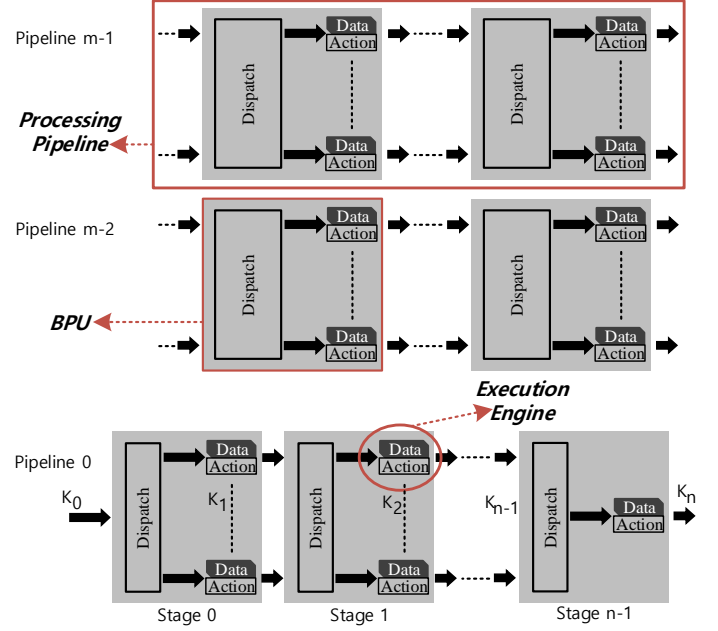 Pipeline m-1
Dispatch
Data
Action
Data
Action
Dispatch
Data
Action
Data
Action
Processing
Pipeline
Pipeline m-2
Dispatch
Data
Action
Data
Action
Dispatch
Data
Action
Data
Action
BPU
Execution
Engine
Pipeline 0
K0
Dispatch
Data
Action
K1
Data
Action
Dispatch
Data
Action
K2
Data
Action
Kn-1
Dispatch
Data
Action
Kn
Stage 0
Stage 1
Stage n-1